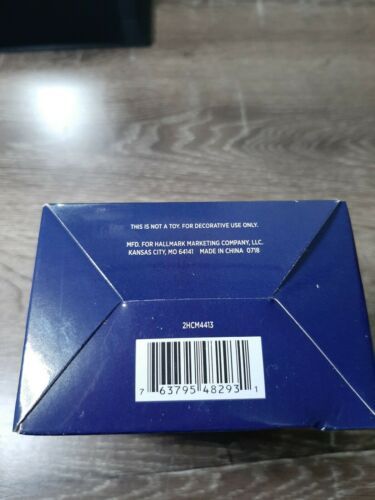 THIS IS NOT A TOY. FOR DECORATIVE USE ONLY.
MFD. FOR HALLMARK MARKETING COMPANY, LLC.
KANSAS CITY, MO 64141 MADE IN CHINA 0718
2HCM4413
7 63795 48293 1